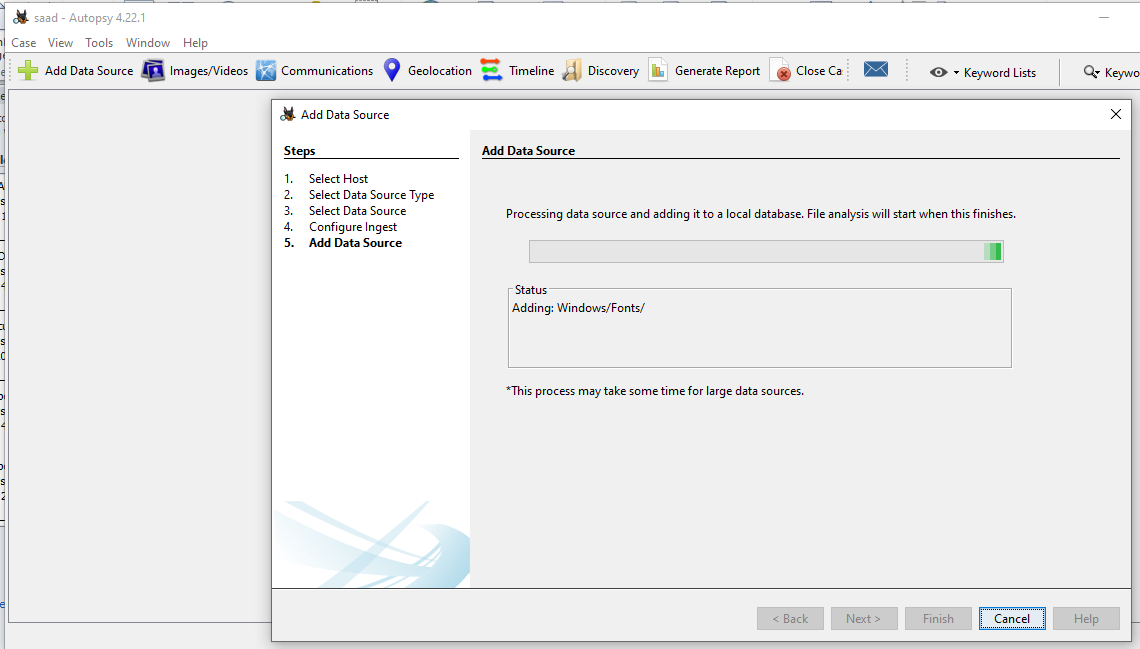 saad - Autopsy 4.22.1
Case View Tools Window Help
Add Data Source Images/Videos Communications Geolocation Timeline Discovery Generate Report Close Ca Keyword Lists Keywo
Add Data Source
Steps
1. Select Host
2. Select Data Source Type
3. Select Data Source
4. Configure Ingest
5. Add Data Source
Add Data Source
Processing data source and adding it to a local database. File analysis will start when this finishes.
Status
Adding: Windows/Fonts/
*This process may take some time for large data sources.
< Back Next > Finish Cancel Help